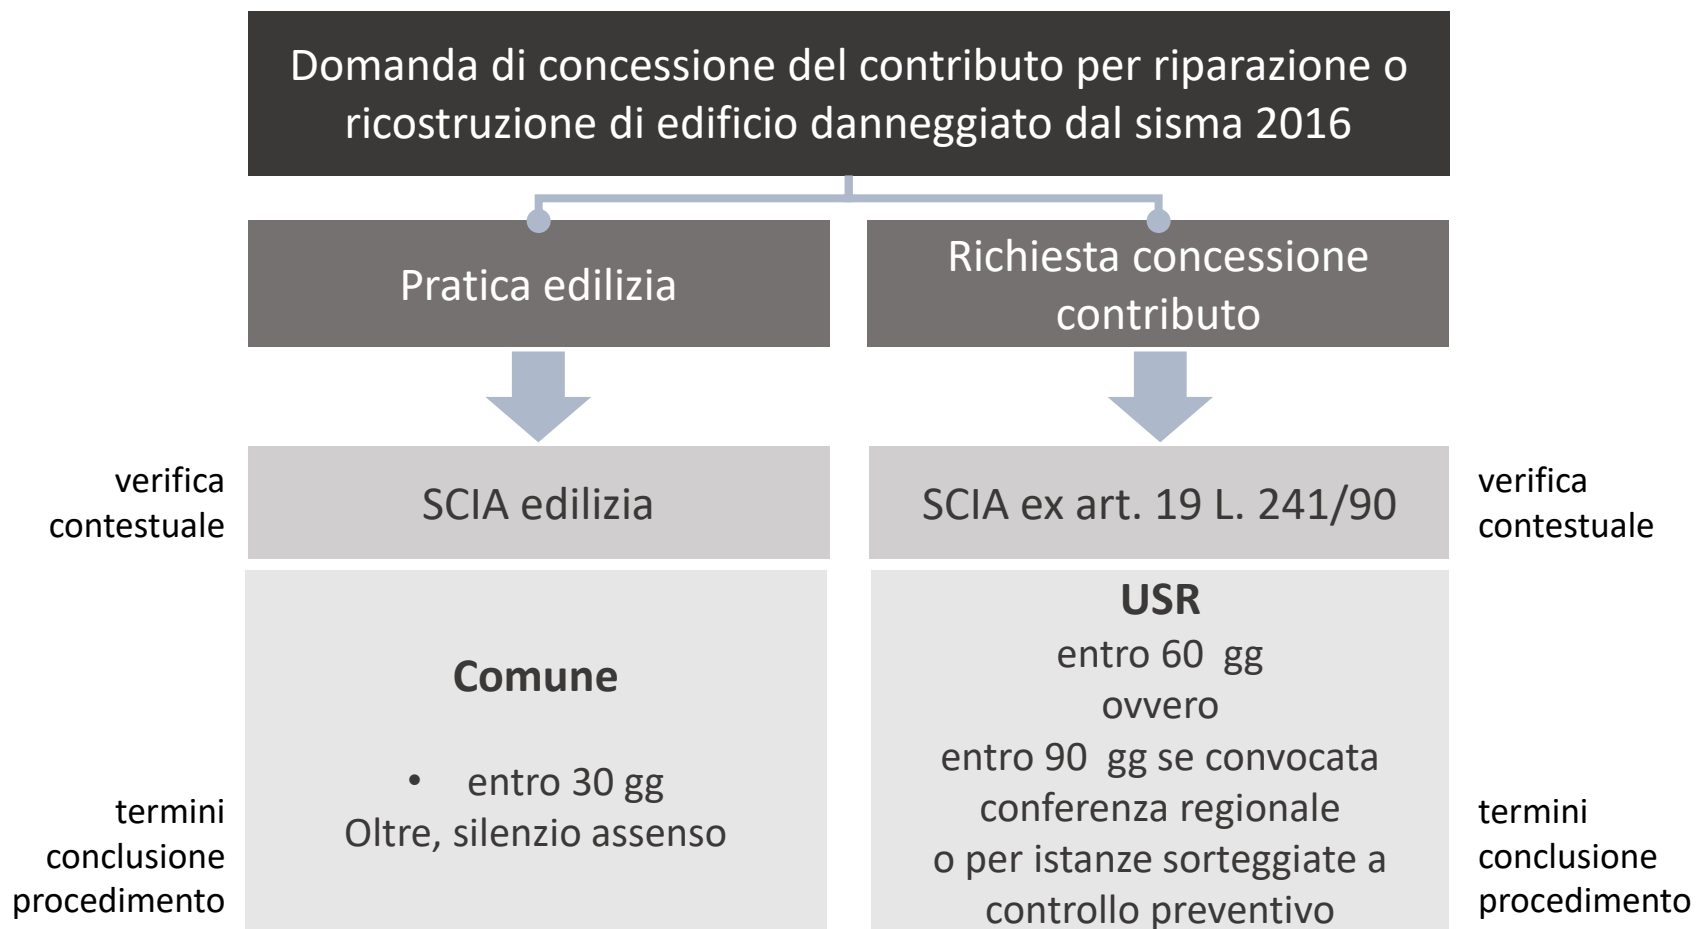 Domanda di concessione del contributo per riparazione o
ricostruzione di edificio danneggiato dal sisma 2016
Pratica edilizia
Richiesta concessione
contributo
verifica
contestuale
SCIA edilizia
SCIA ex art. 19 L. 241/90
verifica
contestuale
termini
conclusione
procedimento
Comune
• entro 30 gg
Oltre, silenzio assenso
USR
entro 60 gg
ovvero
entro 90 gg se convocata
conferenza regionale
o per istanze sorteggiate a
controllo preventivo
termini
conclusione
procedimento